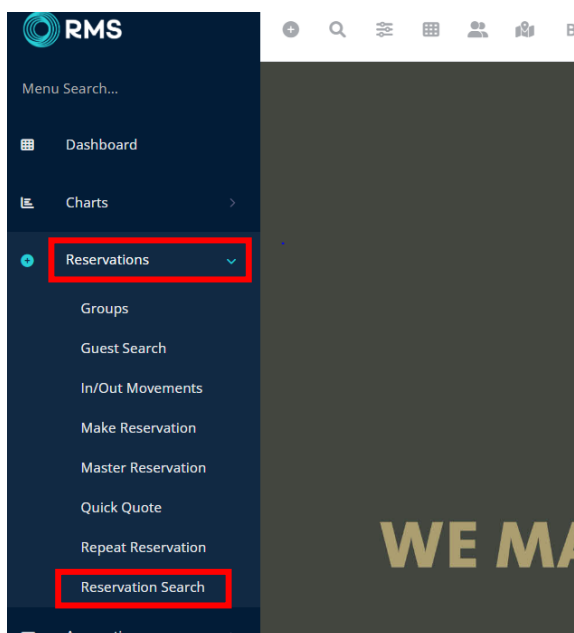 RMS
Menu Search...
Dashboard
Charts
Reservations
Groups
Guest Search
In/Out Movements
Make Reservation
Master Reservation
Quick Quote
Repeat Reservation
Reservation Search
WE MA